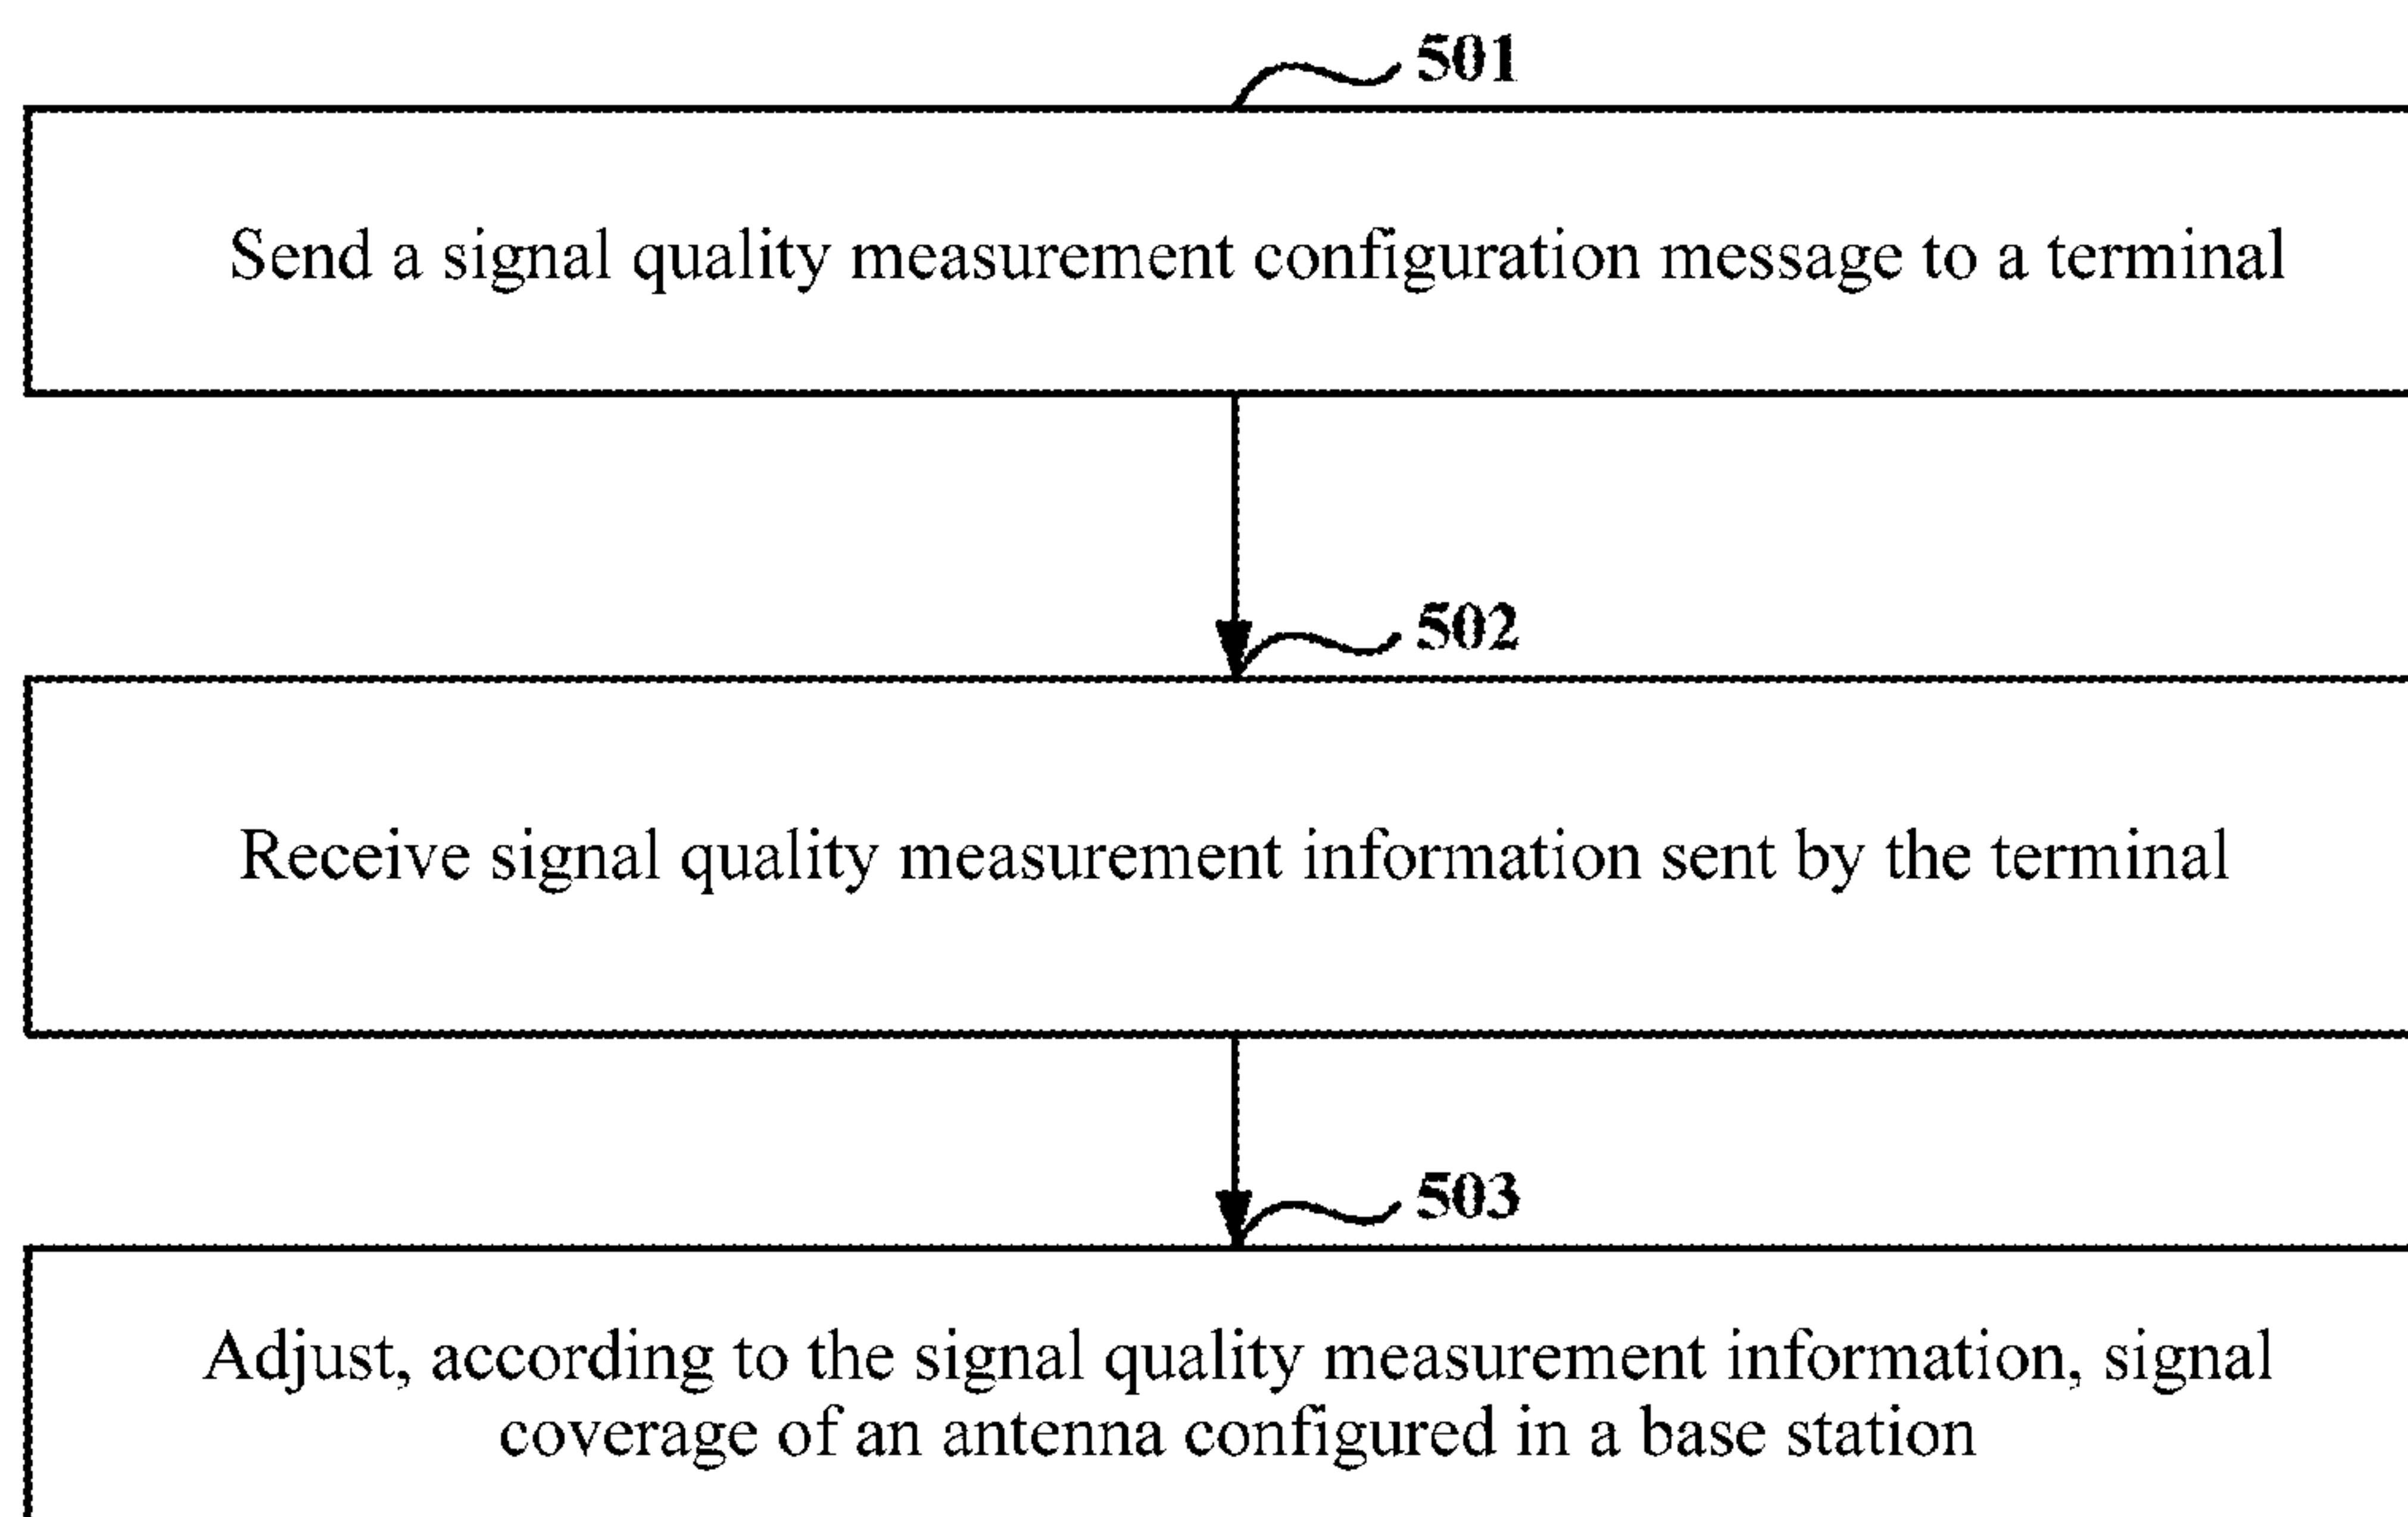 501
Send a signal quality measurement configuration message to a terminal
502
Receive signal quality measurement information sent by the terminal
503
Adjust, according to the signal quality measurement information, signal
coverage of an antenna configured in a base station